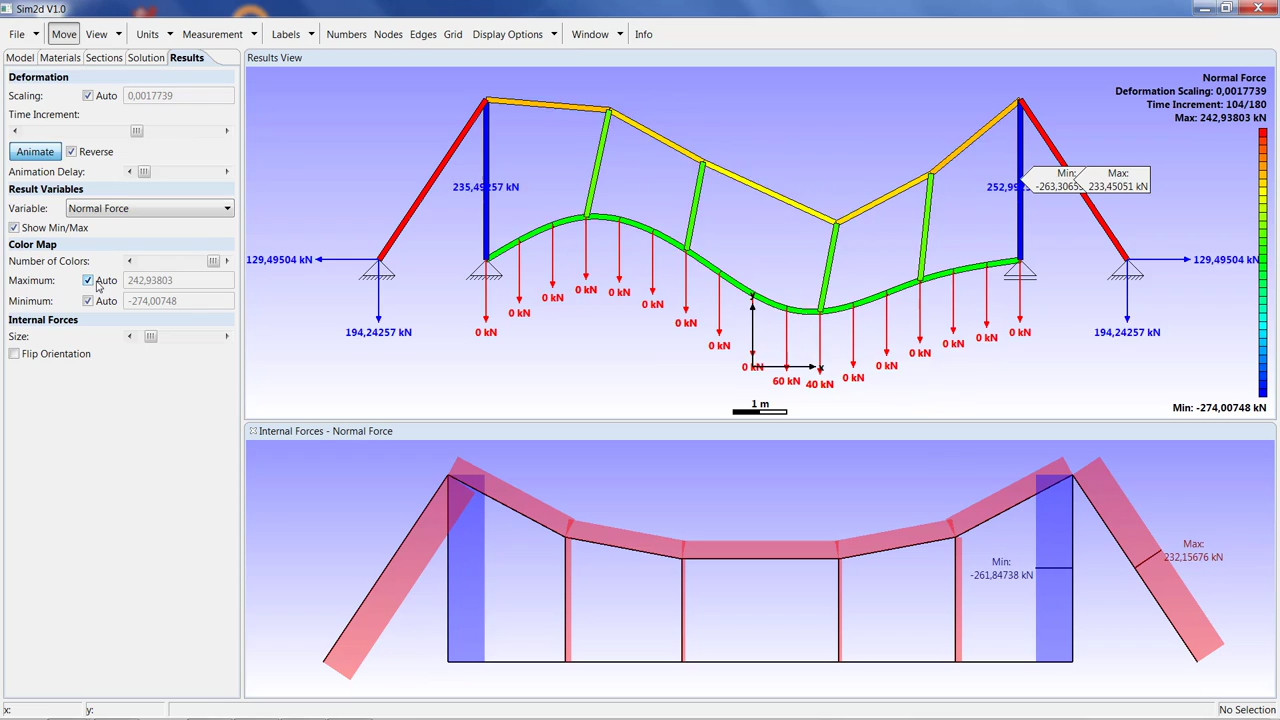 Sim2d V1.0
File Move View Units Measurement Labels Numbers Nodes Edges Grid Display Options Window Info
Model Materials Sections Solution Results
Deformation
Scaling: Auto 0,0017739
Time Increment:
Animate Reverse
Animation Delay:
Result Variables
Variable: Normal Force
Show Min/Max
Color Map
Number of Colors:
Maximum: Auto 242,93803
Minimum: Auto -274,00748
Internal Forces
Size:
Flip Orientation
Results View
Normal Force
Deformation Scaling: 0,0017739
Time Increment: 104/180
Max: 242,93803 kN
Min: Max:
-263,3065 233,45051 kN
235,49257 kN
129,49504 kN
129,49504 kN
194,24257 kN
0 kN
0 kN
0 kN
0 kN
0 kN
0 kN
0 kN
0 kN
0 kN
60 kN
40 kN
0 kN
0 kN
0 kN
0 kN
0 kN
0 kN
194,24257 kN
y
x
1 m
Min: -274,00748 kN
Internal Forces - Normal Force
Min:
-261,84738 kN
Max:
232,15676 kN
x: y: No Selection